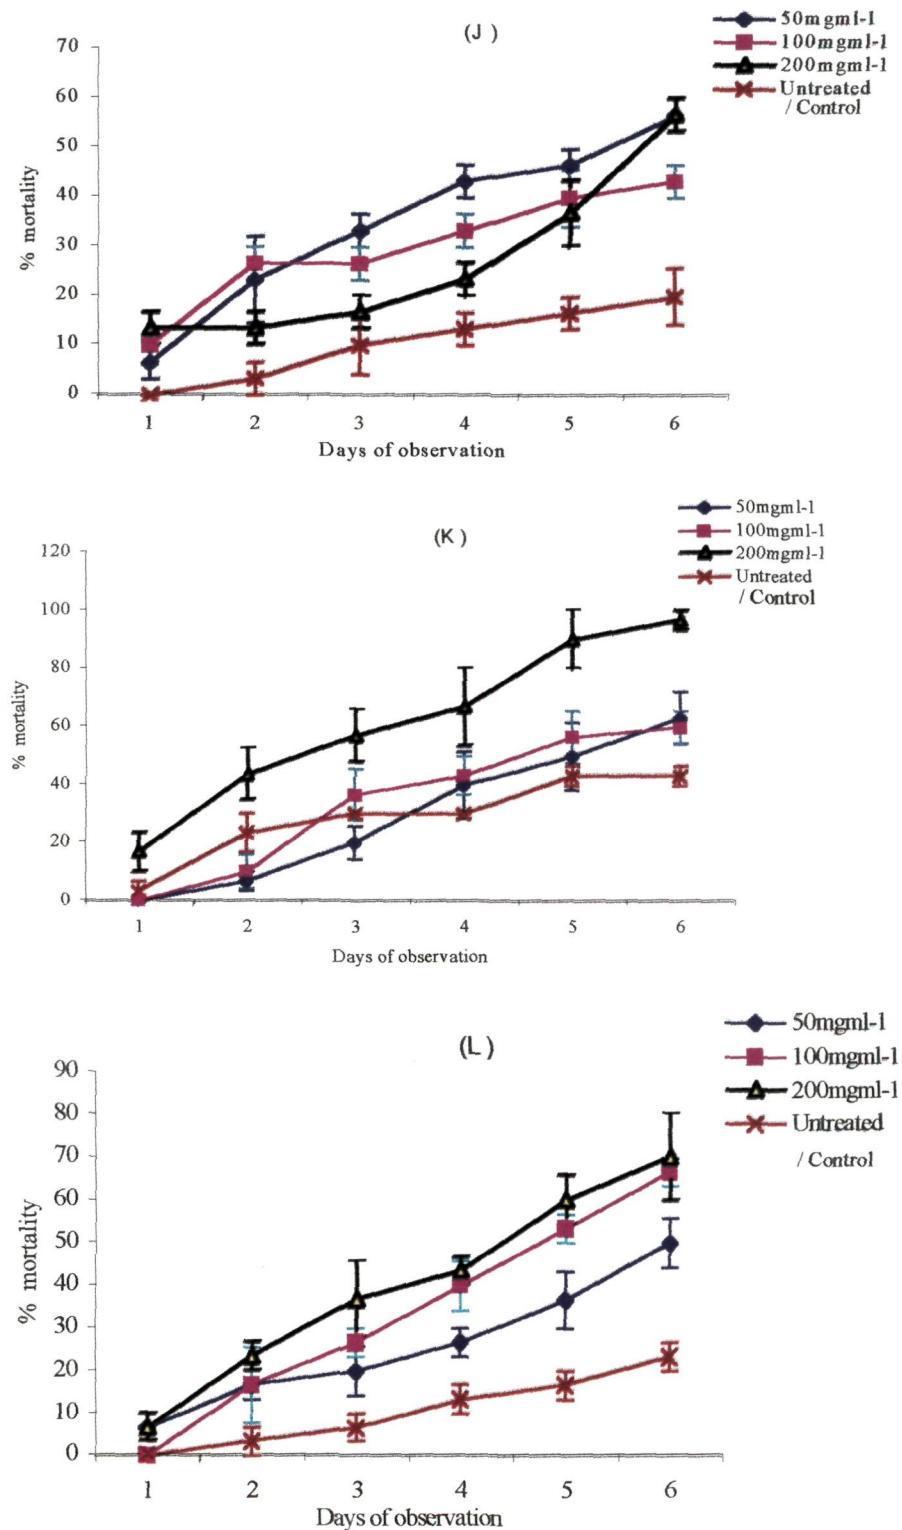 (J )
50mgml-1
100mgml-1
200mgml-1
Untreated
/ Control
70
60
50
40
30
20
10
0
% mortality
1 2 3 4 5 6
Days of observation
(K )
50mgml-1
100mgml-1
200mgml-1
Untreated
/ Control
120
100
80
60
40
20
0
% mortality
1 2 3 4 5 6
Days of observation
(L )
50mgml-1
100mgml-1
200mgml-1
Untreated
/ Control
90
80
70
60
50
40
30
20
10
0
% mortality
1 2 3 4 5 6
Days of observation